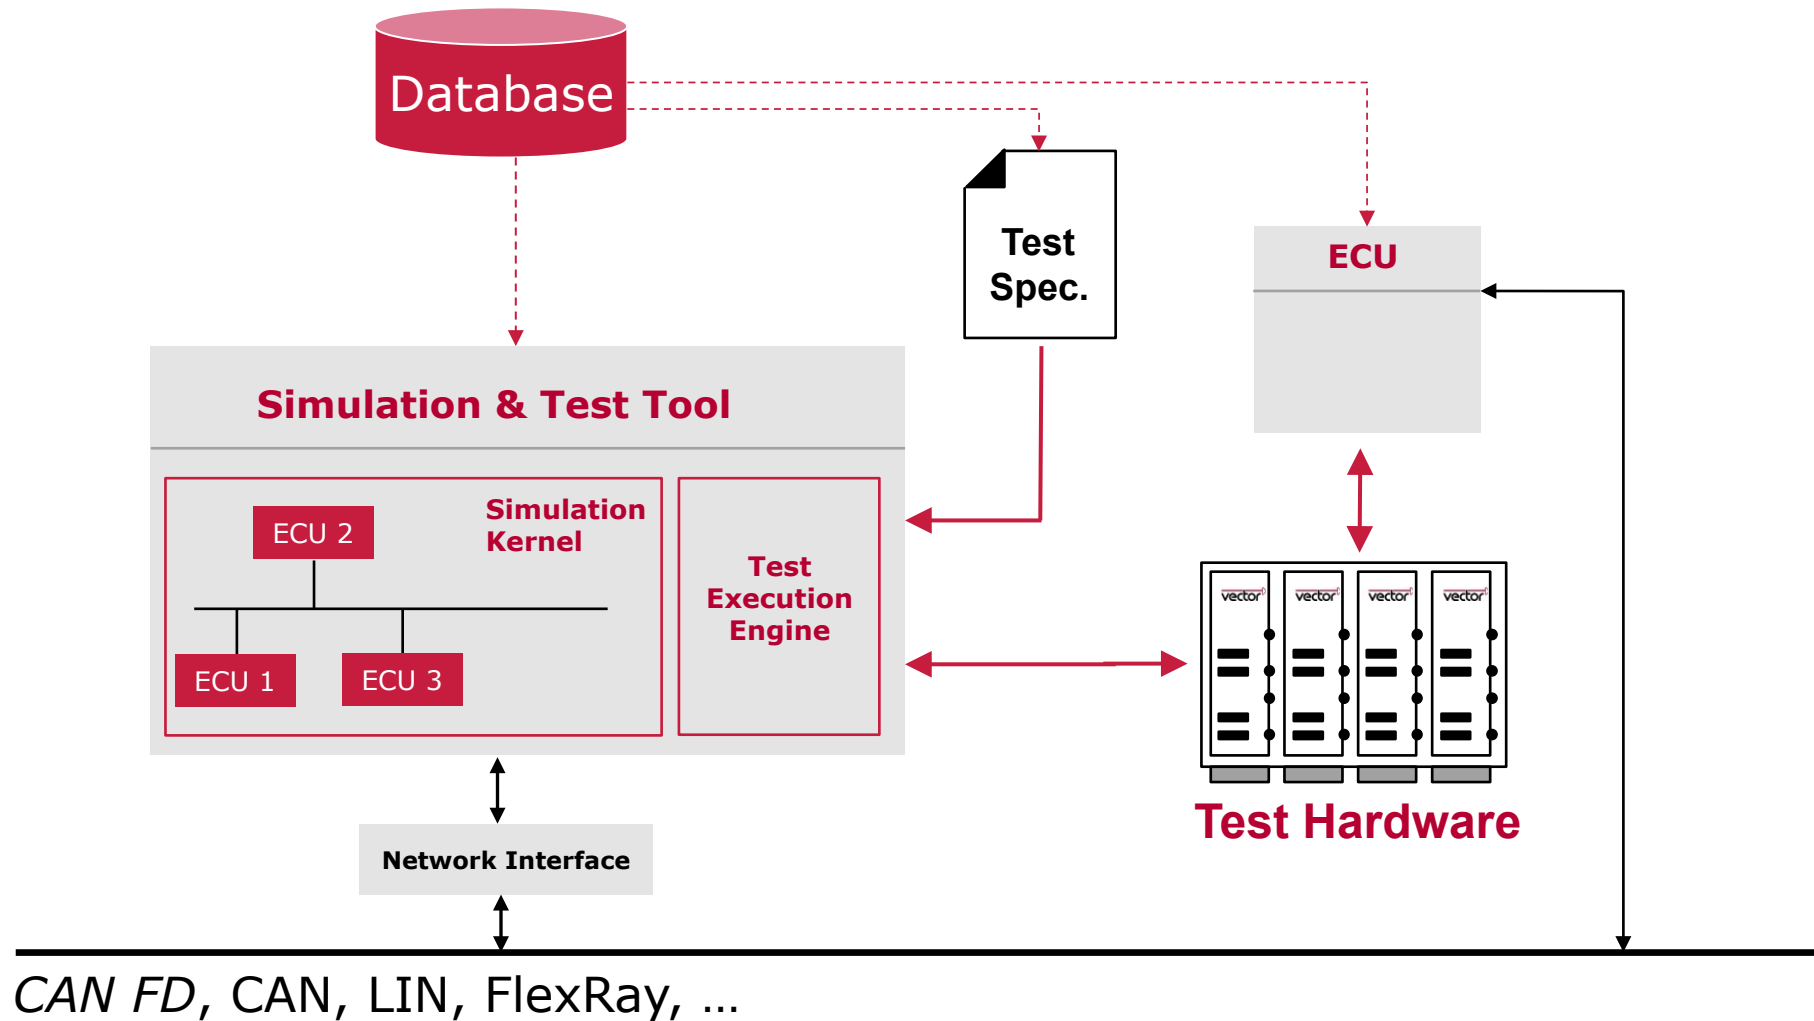 Database
Test
Spec.
ECU
Simulation & Test Tool
Simulation
Kernel
ECU 2
ECU 1
ECU 3
Test
Execution
Engine
vector
vector
vector
vector
Test Hardware
Network Interface
CAN FD, CAN, LIN, FlexRay, ...